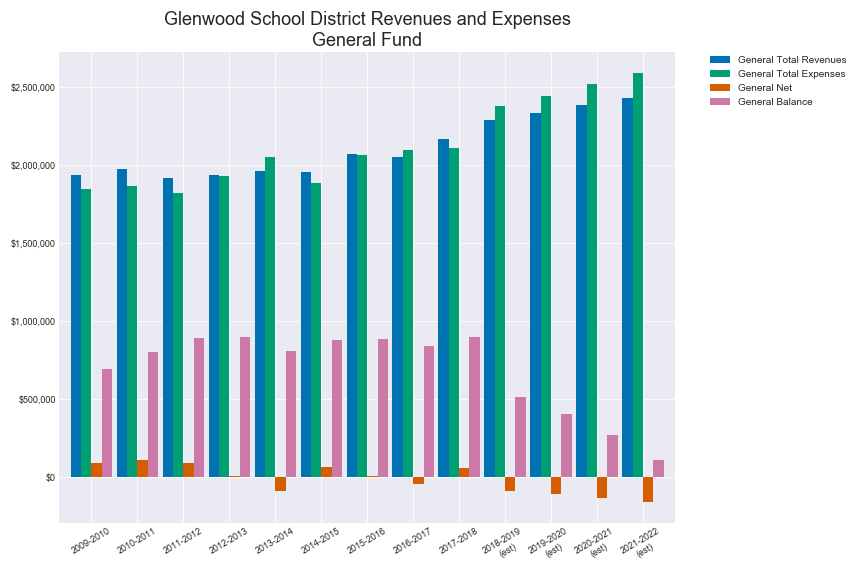 Glenwood School District Revenues and Expenses
General Fund
General Total Revenues
General Total Expenses
General Net
General Balance
$2,500,000
$2,000,000
$1,500,000
$1,000,000
$500,000
$0
2009-2010
2010-2011
2011-2012
2012-2013
2013-2014
2014-2015
2015-2016
2016-2017
2017-2018
2018-2019
(est)
2019-2020
(est)
2020-2021
(est)
2021-2022
(est)